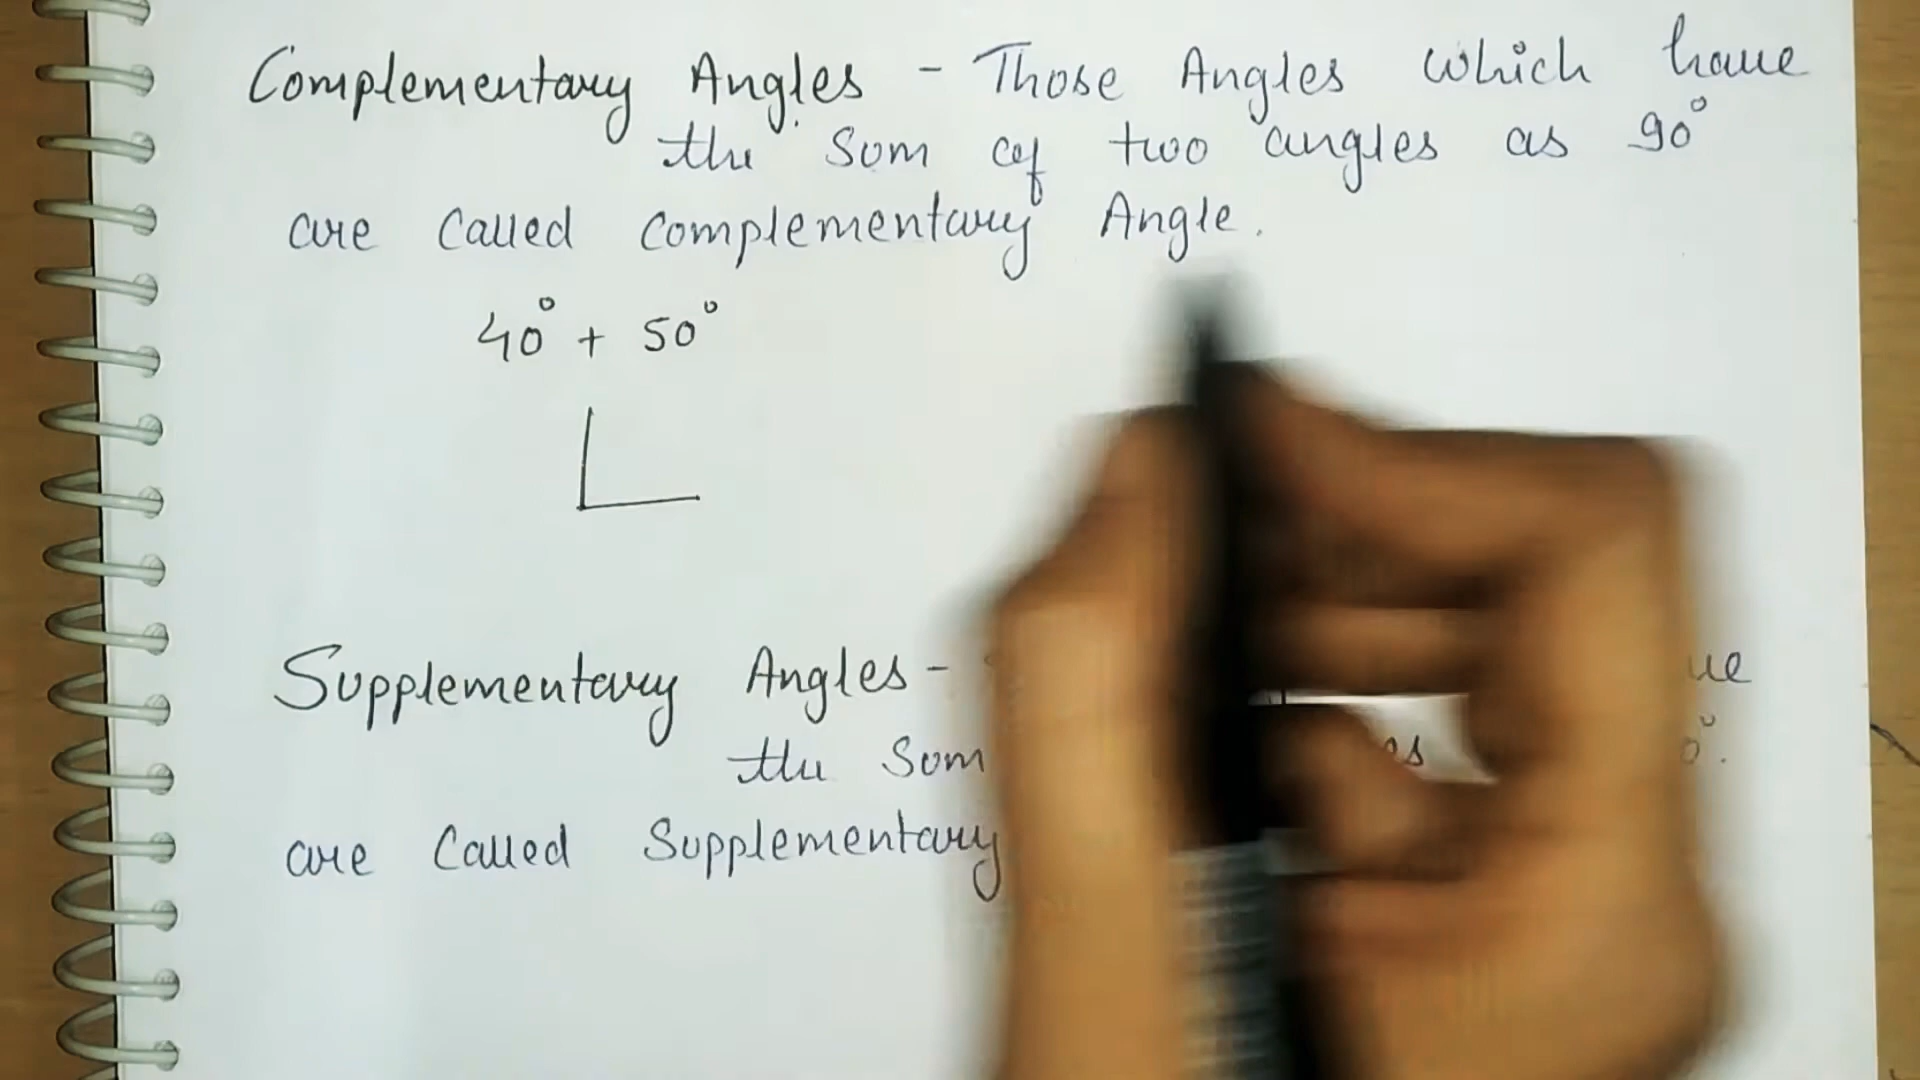 Complementary Angles - Those Angles which have
the Sum of two angles as 90°
are called complementary Angle.
40° + 50°
Supplementary Angles -
the Sum
are Called Supplementary